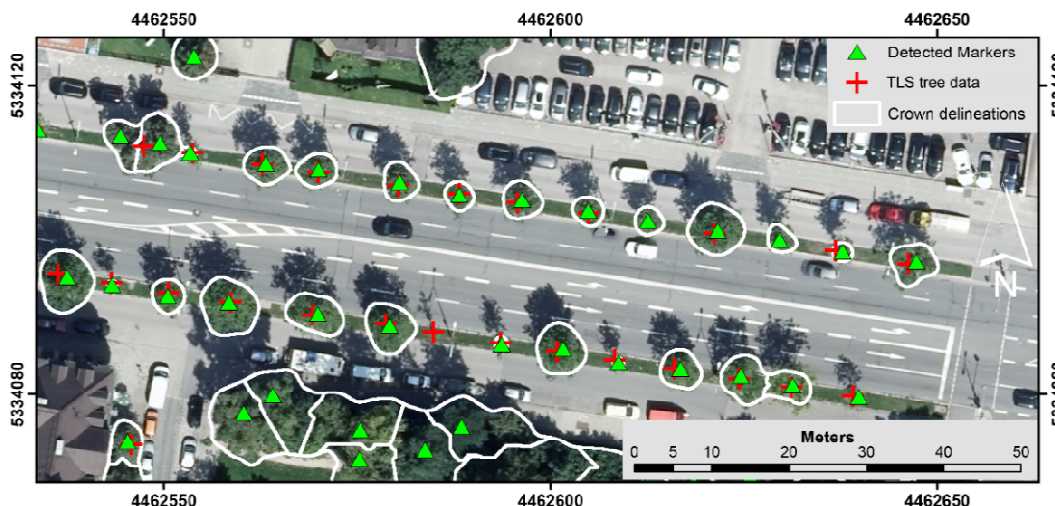 4462550 4462600 4462650
5334120
Detected Markers
TLS tree data
Crown delineations
N
5334080
Meters
0 5 10 20 30 40 50
4462550 4462600 4462650